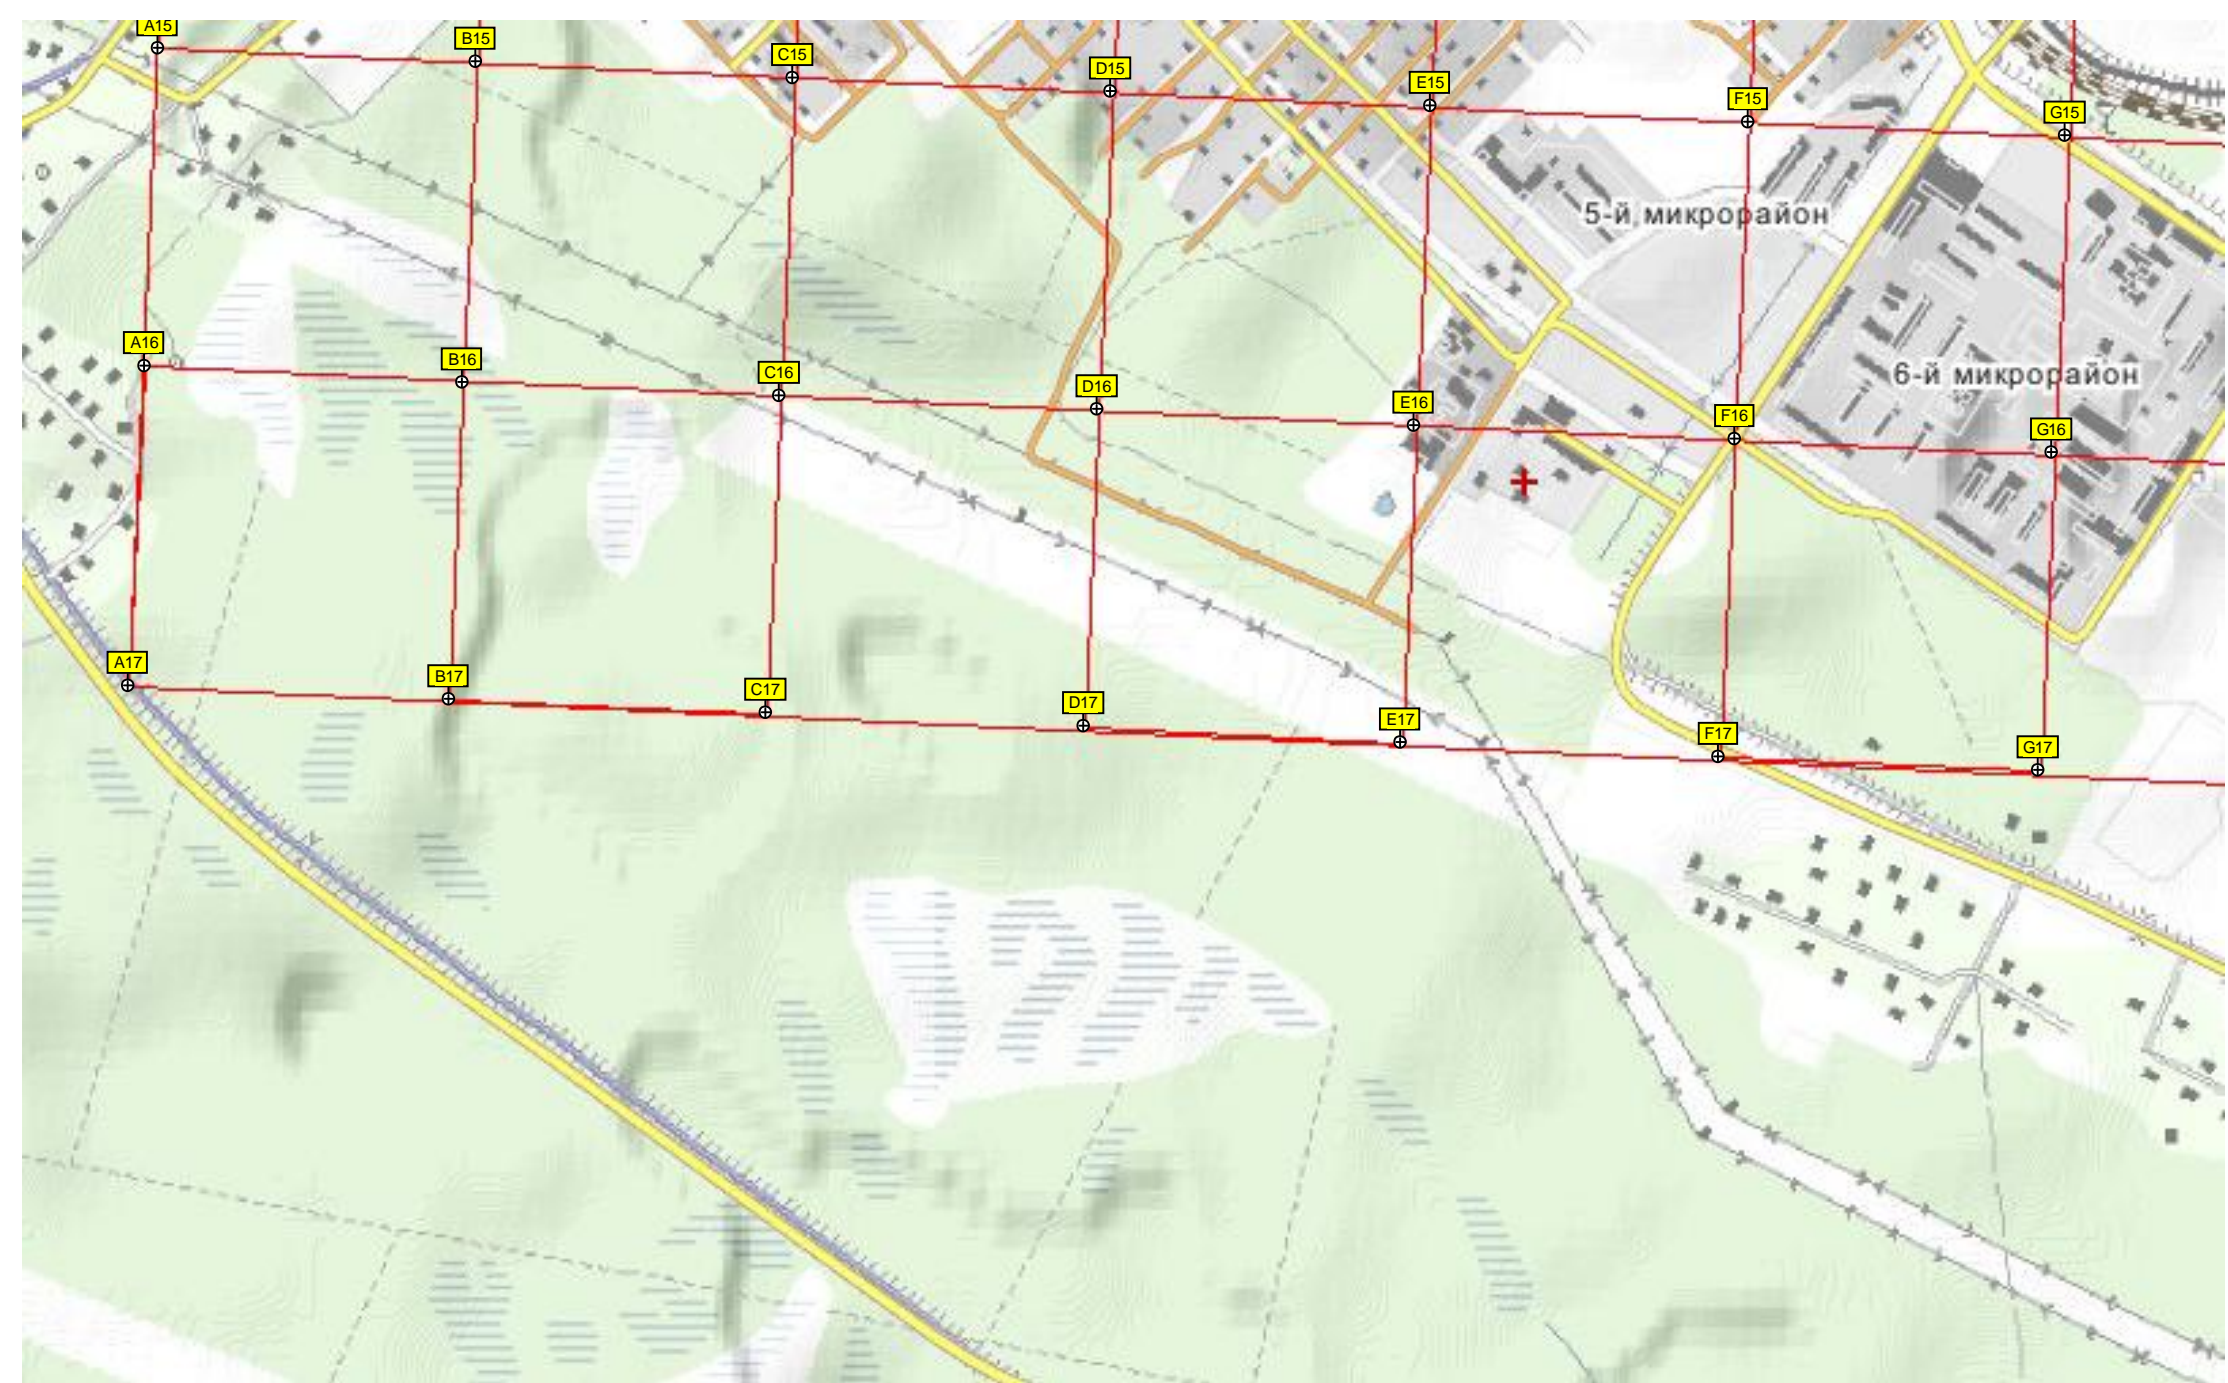 A15
B15
C15
D15
E15
F15
G15
5-й микрорайон
A16
B16
C16
D16
E16
F16
G16
6-й микрорайон
A17
B17
C17
D17
E17
F17
G17